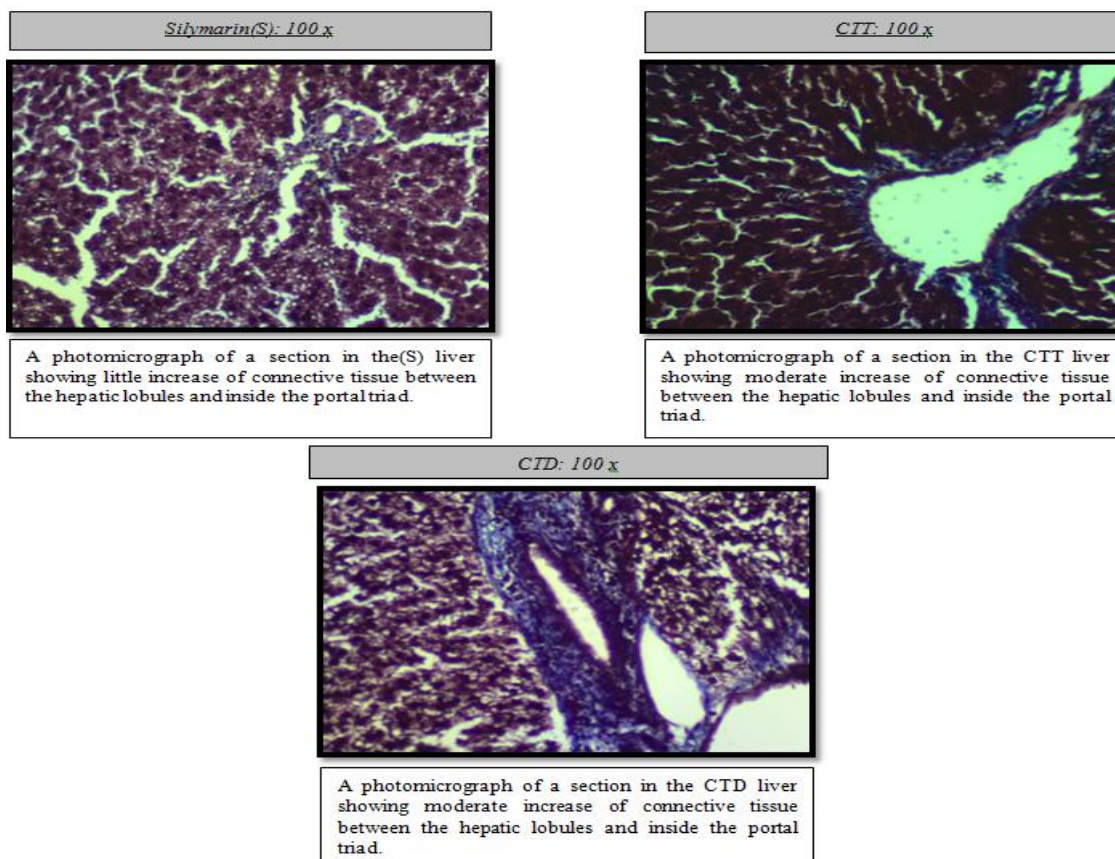 Silymarin(S): 100 x
A photomicrograph of a section in the(S) liver
showing little increase of connective tissue between
the hepatic lobules and inside the portal triad.
CTT: 100 x
A photomicrograph of a section in the CTT liver
showing moderate increase of connective tissue
between the hepatic lobules and inside the portal
triad.
*
CTD: 100 x
A photomicrograph of a section in the CTD liver
showing moderate increase of connective tissue
between the hepatic lobules and inside the portal
triad.